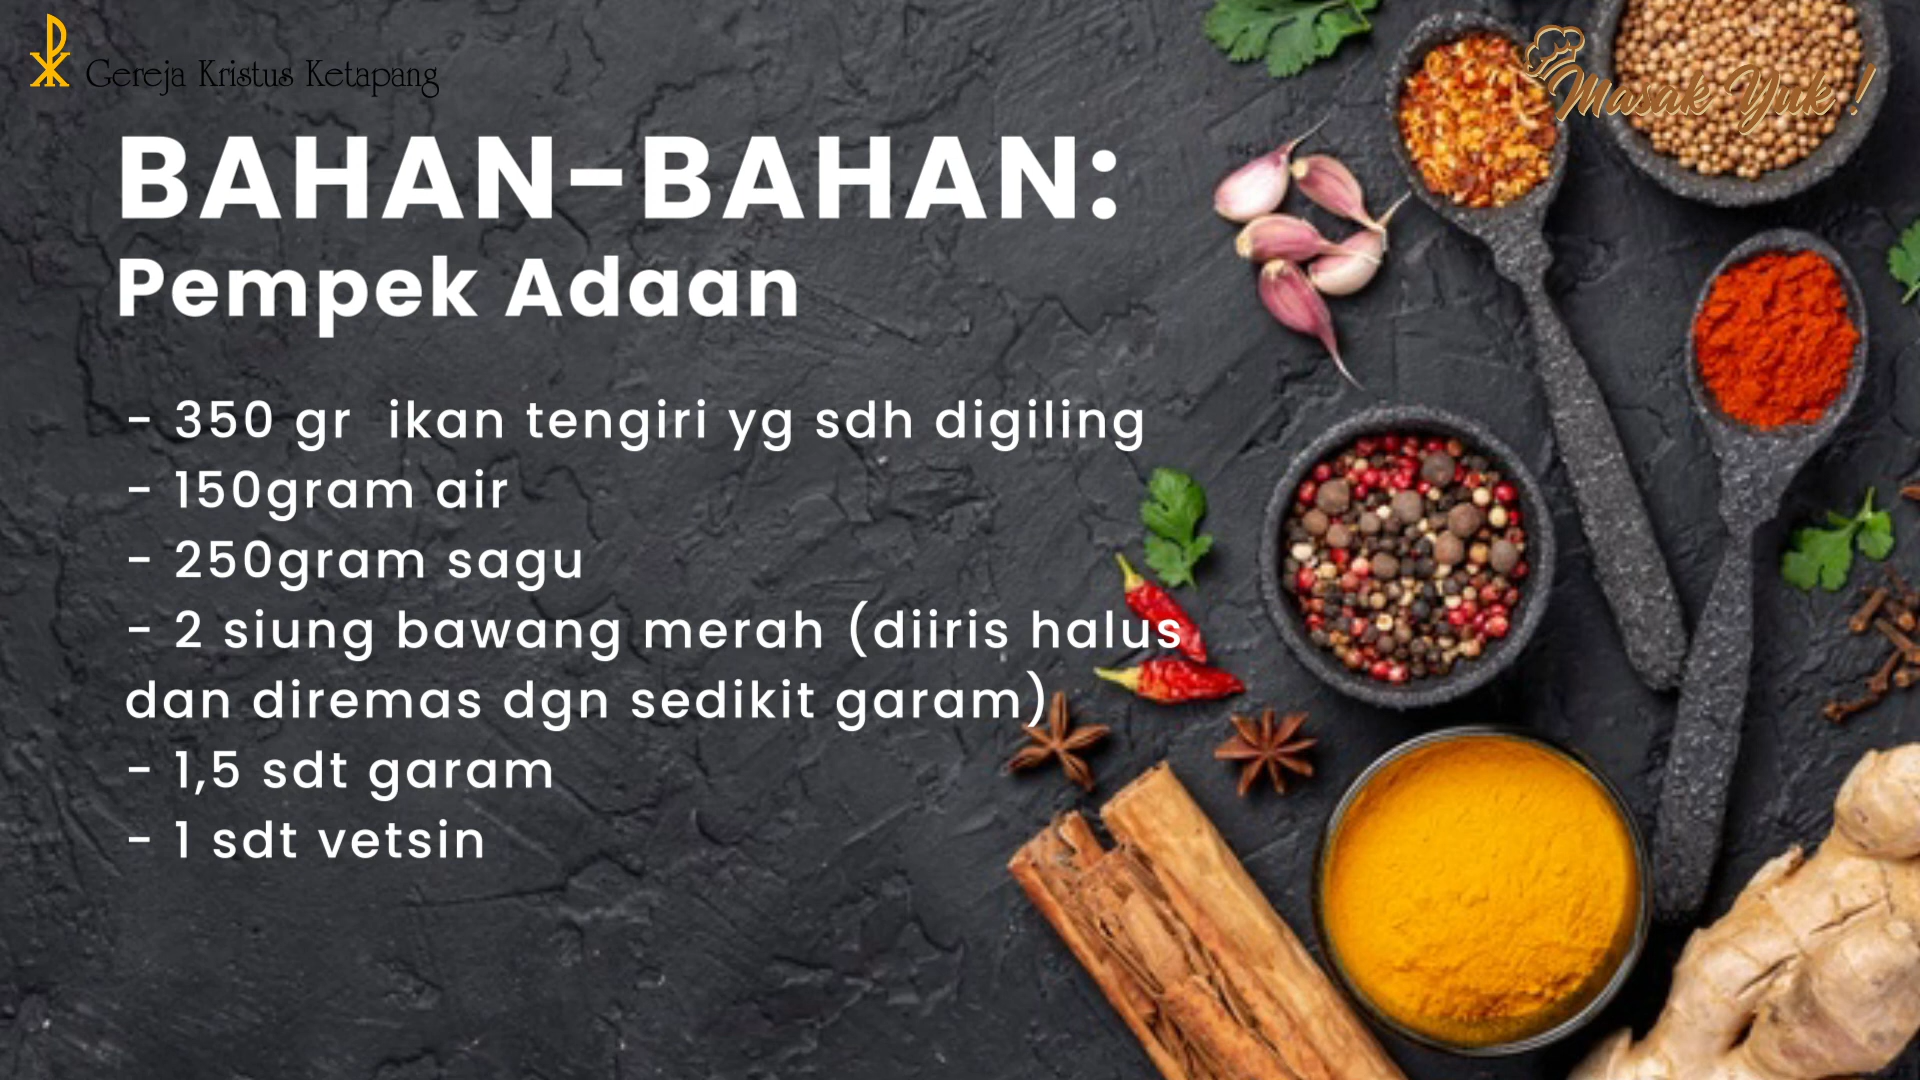 Gereja Kristus Ketapang
Masak Yuk !
BAHAN-BAHAN:
Pempek Adaan
- 350 gr  ikan tengiri yg sdh digiling
- 150gram air
- 250gram sagu
- 2 siung bawang merah (diiris halus
dan diremas dgn sedikit garam)
- 1,5 sdt garam
- 1 sdt vetsin